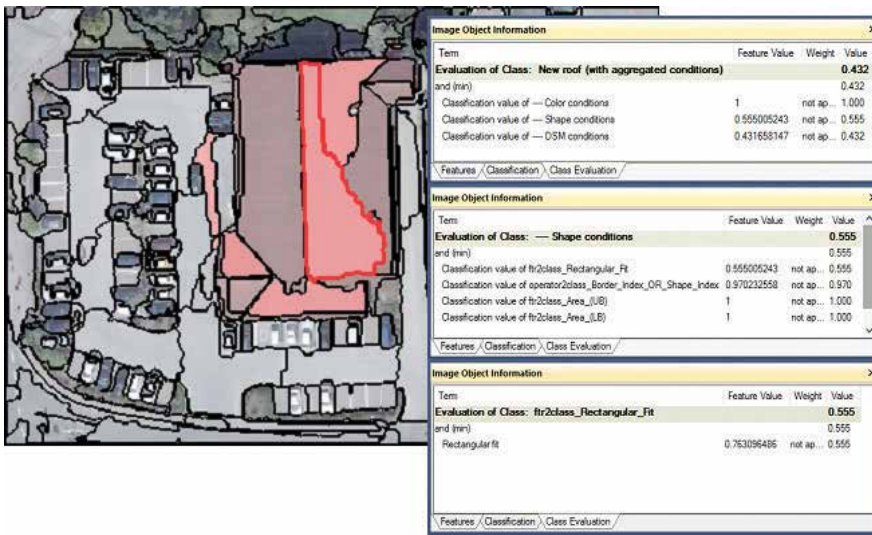 Image Object Information
Term Feature Value Weight Value
Evaluation of Class: New roof (with aggregated conditions) 0.432
and (min) 0.432
Classification value of --- Color conditions 1 not ap... 1.000
Classification value of --- Shape conditions 0.555005243 not ap... 0.555
Classification value of --- DSM conditions 0.431658147 not ap... 0.432
Features Classification Class Evaluation
Image Object Information
Term Feature Value Weight Value
Evaluation of Class: --- Shape conditions 0.555
and (min) 0.555
Classification value of ftr2class_Rectangular_Fit 0.555005243 not ap... 0.555
Classification value of operator2class_Border_Index_OR_Shape_Index 0.970232558 not ap... 0.970
Classification value of ftr2class_Area_(UB) 1 not ap... 1.000
Classification value of ftr2class_Area_(LB) 1 not ap... 1.000
Features Classification Class Evaluation
Image Object Information
Term Feature Value Weight Value
Evaluation of Class: ftr2class_Rectangular_Fit 0.555
and (min) 0.555
Rectangular fit 0.763096486 not ap... 0.555
Features Classification Class Evaluation